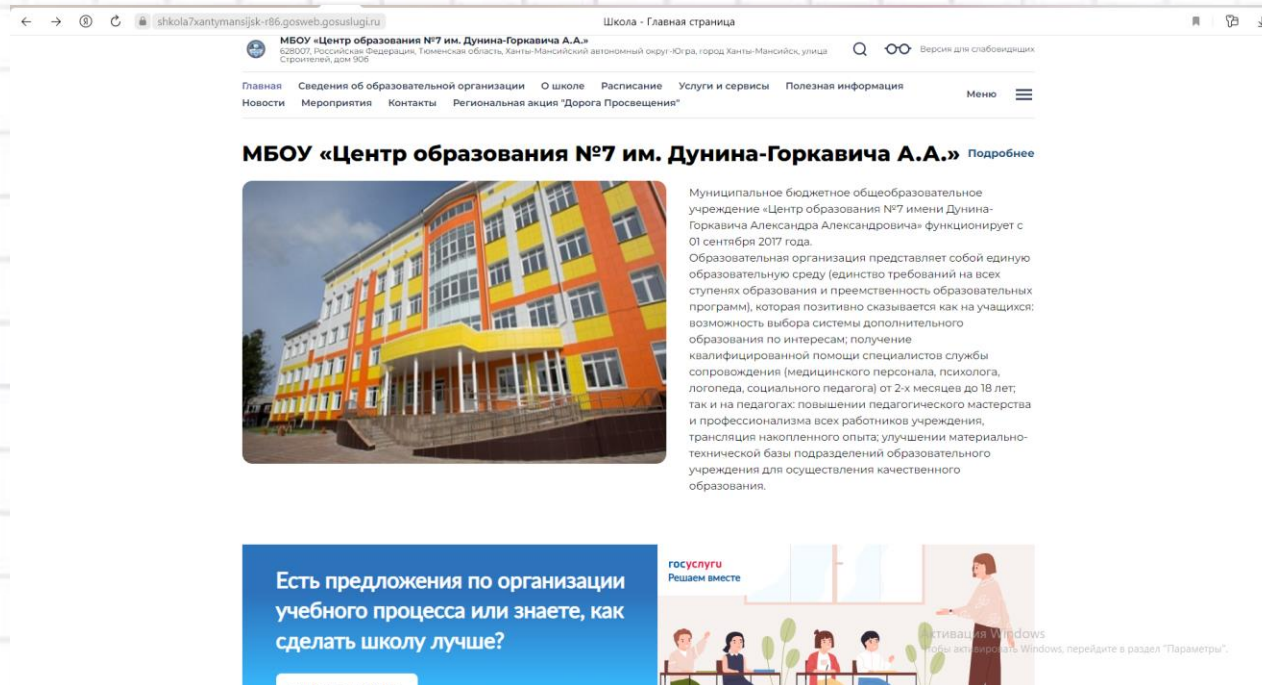 shkola7xantymansijsk-r86.gosweb.gosuslugi.ru
Школа - Главная страница
МБОУ «Центр образования №7 им. Дунина-Горкавича А.А.»
628007, Российская Федерация, Тюменская область, Ханты-Мансийский автономный округ-Югра, город Ханты-Мансийск, улица
Строителей, дом 90б
Версия для слабовидящих
Главная Сведения об образовательной организации О школе Расписание Услуги и сервисы Полезная информация
Новости Мероприятия Контакты Региональная акция "Дорога Просвещения"
Меню
МБОУ «Центр образования №7 им. Дунина-Горкавича А.А.» Подробнее
Муниципальное бюджетное общеобразовательное
учреждение «Центр образования №7 имени Дунина-
Горкавича Александра Александровича» функционирует с
01 сентября 2017 года.
Образовательная организация представляет собой единую
образовательную среду (единство требований на всех
ступенях образования и преемственность образовательных
программ), которая позитивно сказывается как на учащихся:
возможность выбора системы дополнительного
образования по интересам; получение
квалифицированной помощи специалистов службы
сопровождения (медицинского персонала, психолога,
логопеда, социального педагога) от 2-х месяцев до 18 лет;
так и на педагогах: повышении педагогического мастерства
и профессионализма всех работников учреждения,
трансляция накопленного опыта; улучшении материально-
технической базы подразделений образовательного
учреждения для осуществления качественного
образования.
Есть предложения по организации
учебного процесса или знаете, как
сделать школу лучше?
госуслуги
Решаем вместе
Активация Windows
Чтобы активировать Windows, перейдите в раздел "Параметры".